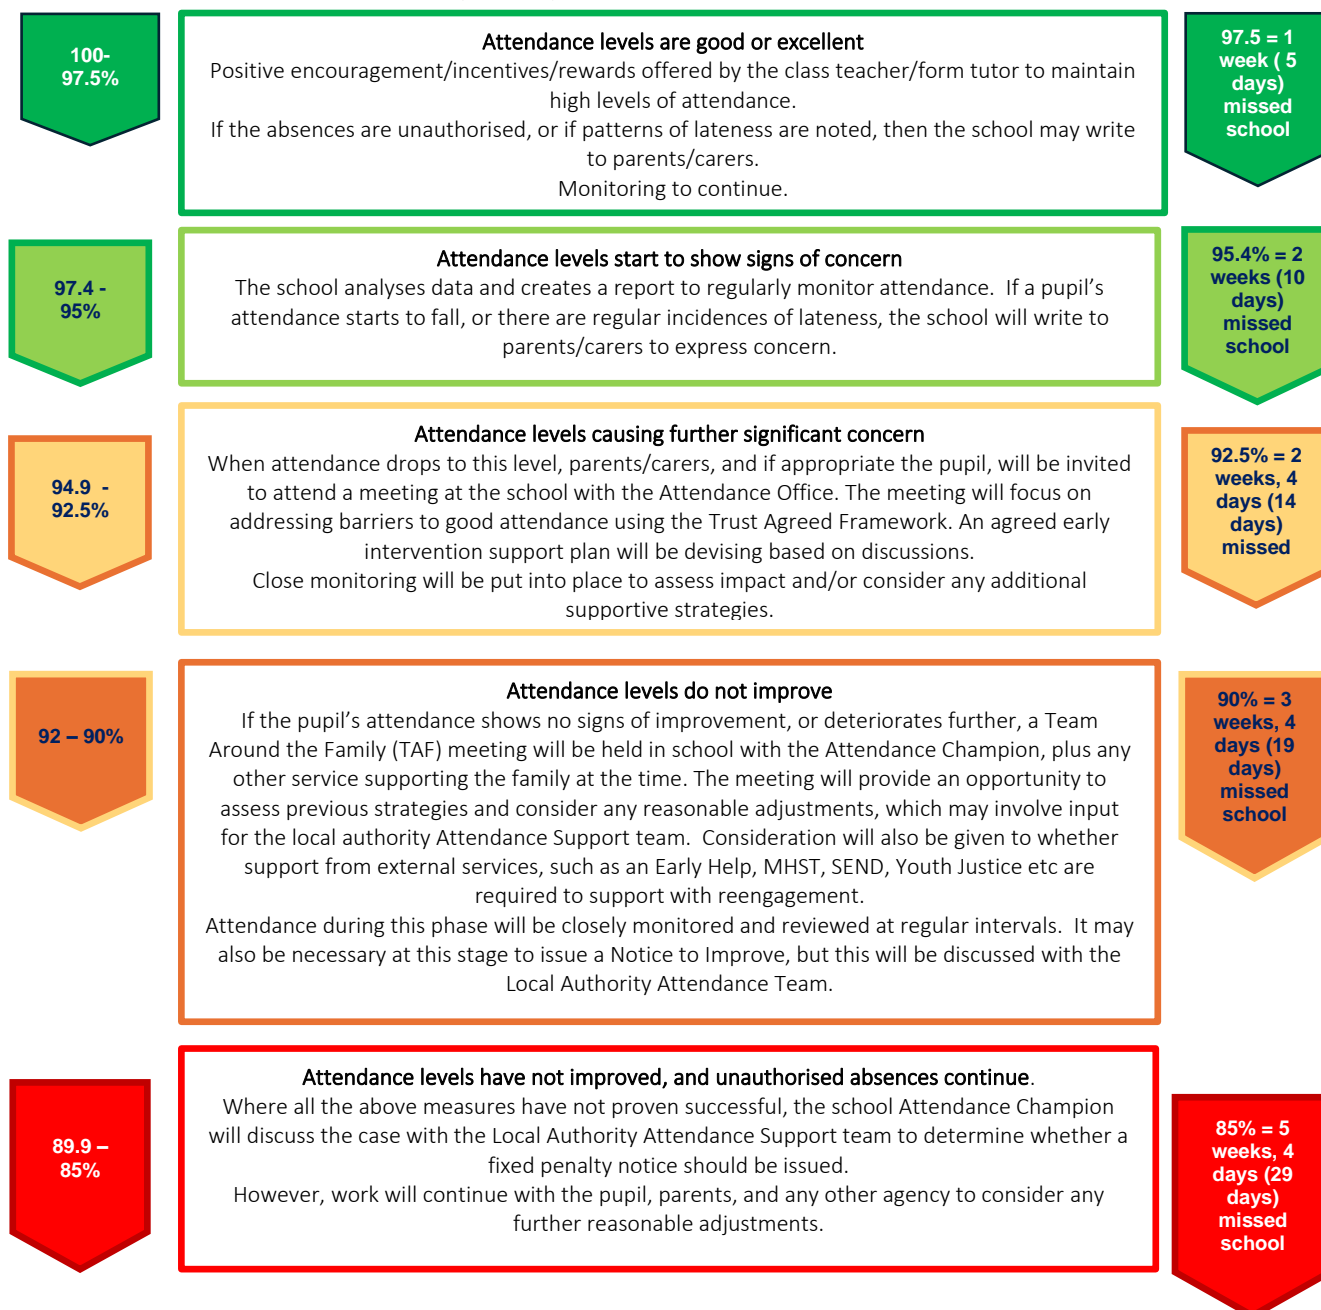 100-
97.5%
Attendance levels are good or excellent
Positive encouragement/incentives/rewards offered by the class teacher/form tutor to maintain
high levels of attendance.
If the absences are unauthorised, or if patterns of lateness are noted, then the school may write
to parents/carers.
Monitoring to continue.
97.5 = 1
week ( 5
days)
missed
school
97.4 -
95%
Attendance levels start to show signs of concern
The school analyses data and creates a report to regularly monitor attendance.  If a pupil’s
attendance starts to fall, or there are regular incidences of lateness, the school will write to
parents/carers to express concern.
95.4% = 2
weeks (10
days)
missed
school
94.9  -
92.5%
Attendance levels causing further significant concern
When attendance drops to this level, parents/carers, and if appropriate the pupil, will be invited
to attend a meeting at the school with the Attendance Office. The meeting will focus on
addressing barriers to good attendance using the Trust Agreed Framework. An agreed early
intervention support plan will be devising based on discussions.
Close monitoring will be put into place to assess impact and/or consider any additional
supportive strategies.
92.5% = 2
weeks, 4
days (14
days)
missed
92 – 90%
Attendance levels do not improve
If the pupil’s attendance shows no signs of improvement, or deteriorates further, a Team
Around the Family (TAF) meeting will be held in school with the Attendance Champion, plus any
other service supporting the family at the time. The meeting will provide an opportunity to
assess previous strategies and consider any reasonable adjustments, which may involve input
for the local authority Attendance Support team.  Consideration will also be given to whether
support from external services, such as an Early Help, MHST, SEND, Youth Justice etc are
required to support with reengagement.
Attendance during this phase will be closely monitored and reviewed at regular intervals.  It may
also be necessary at this stage to issue a Notice to Improve, but this will be discussed with the
Local Authority Attendance Team.
90% = 3
weeks, 4
days (19
days)
missed
school
89.9 –
85%
Attendance levels have not improved, and unauthorised absences continue.
Where all the above measures have not proven successful, the school Attendance Champion
will discuss the case with the Local Authority Attendance Support team to determine whether a
fixed penalty notice should be issued.
However, work will continue with the pupil, parents, and any other agency to consider any
further reasonable adjustments.
85% = 5
weeks, 4
days (29
days)
missed
school